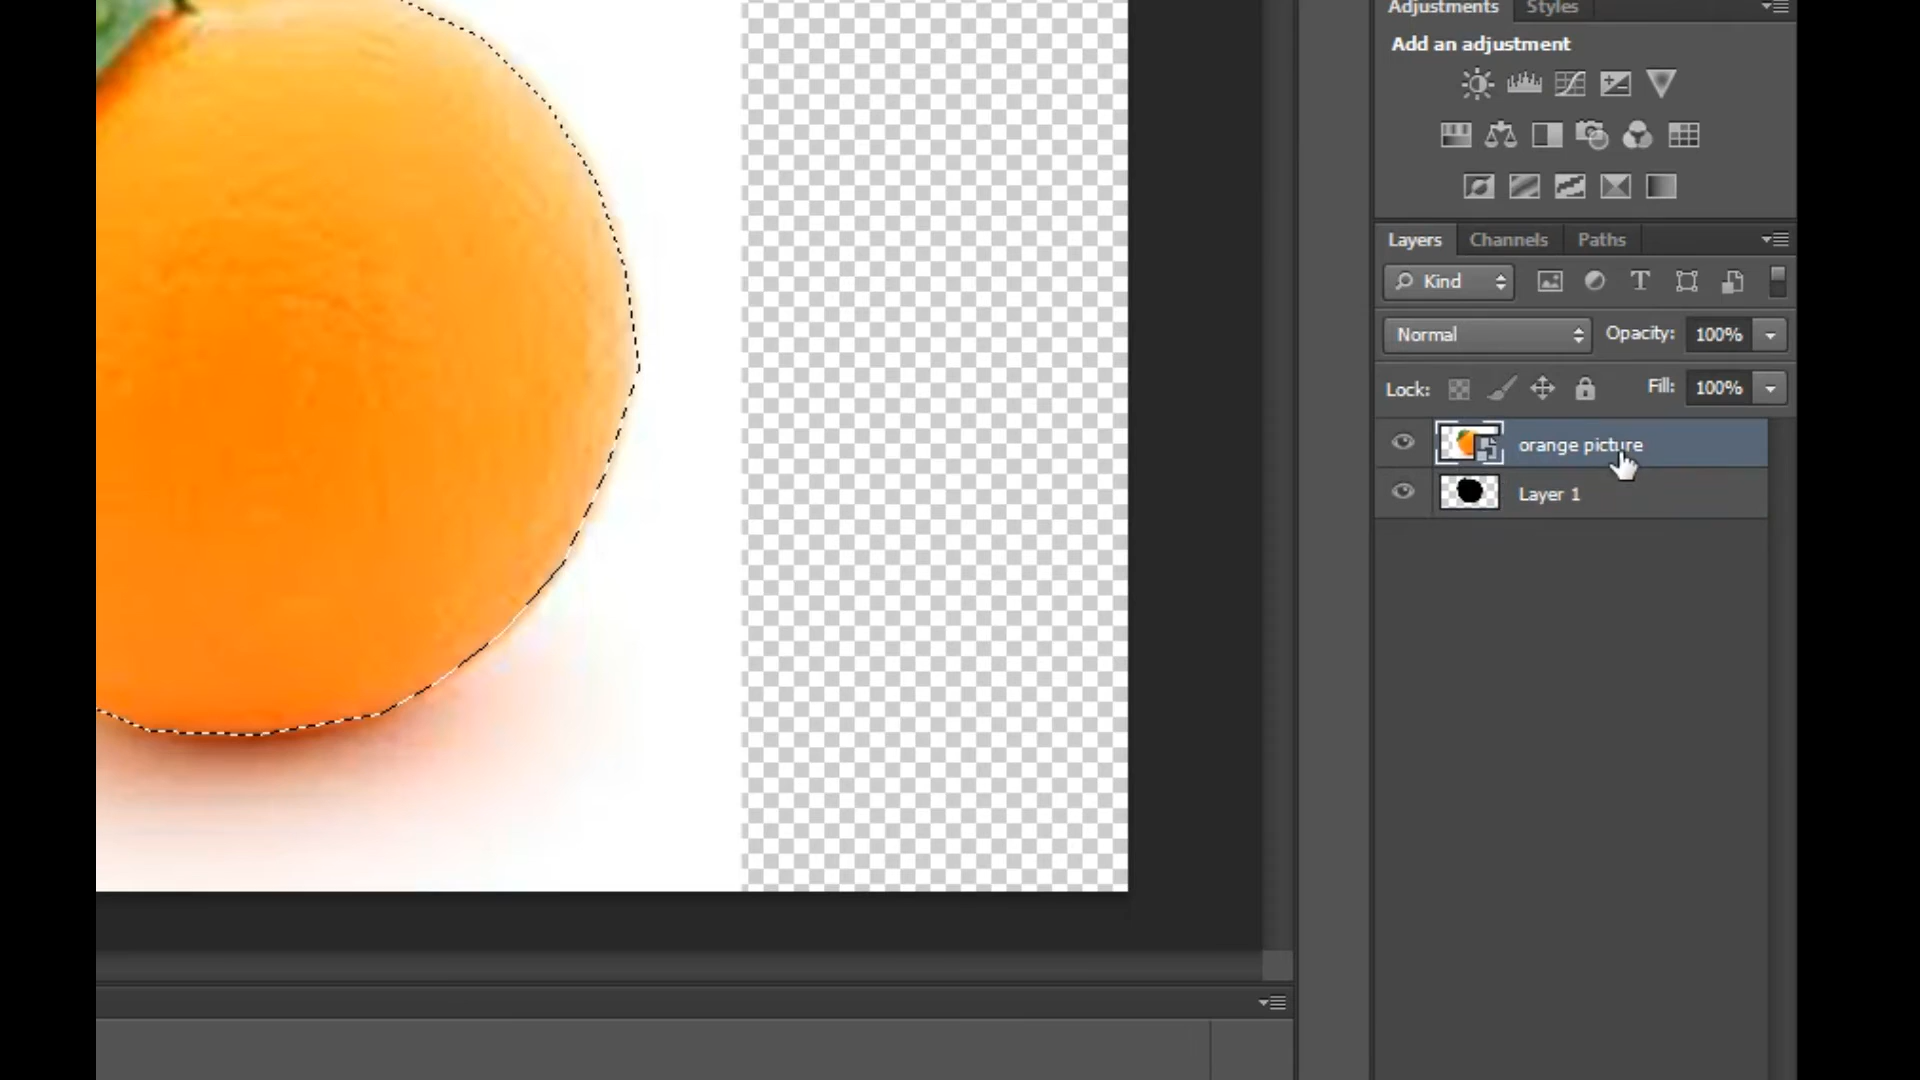 Adjustments Styles
Add an adjustment
Layers Channels Paths
Kind T
Normal Opacity: 100%
Lock: Fill: 100%
orange picture
Layer 1